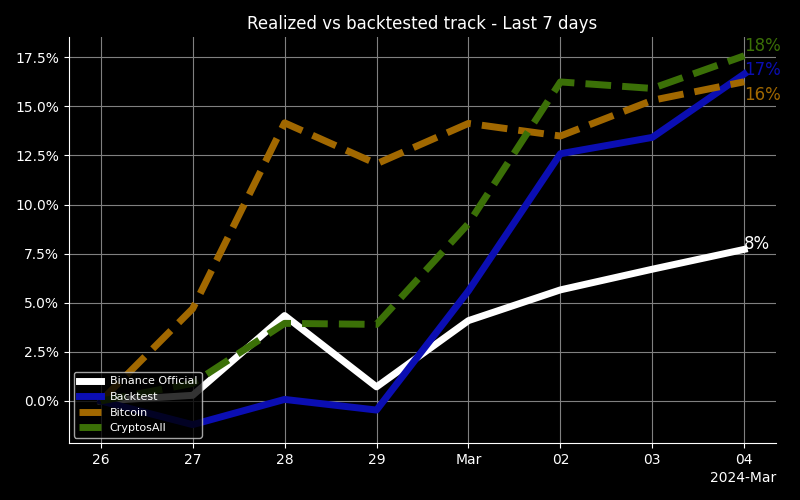 Realized vs backtested track - Last 7 days
17.5%
15.0%
12.5%
10.0%
7.5%
5.0%
2.5%
0.0%
18%
17%
16%
8%
Binance Official
Backtest
Bitcoin
CryptosAll
26 27 28 29 Mar 02 03 04
2024-Mar